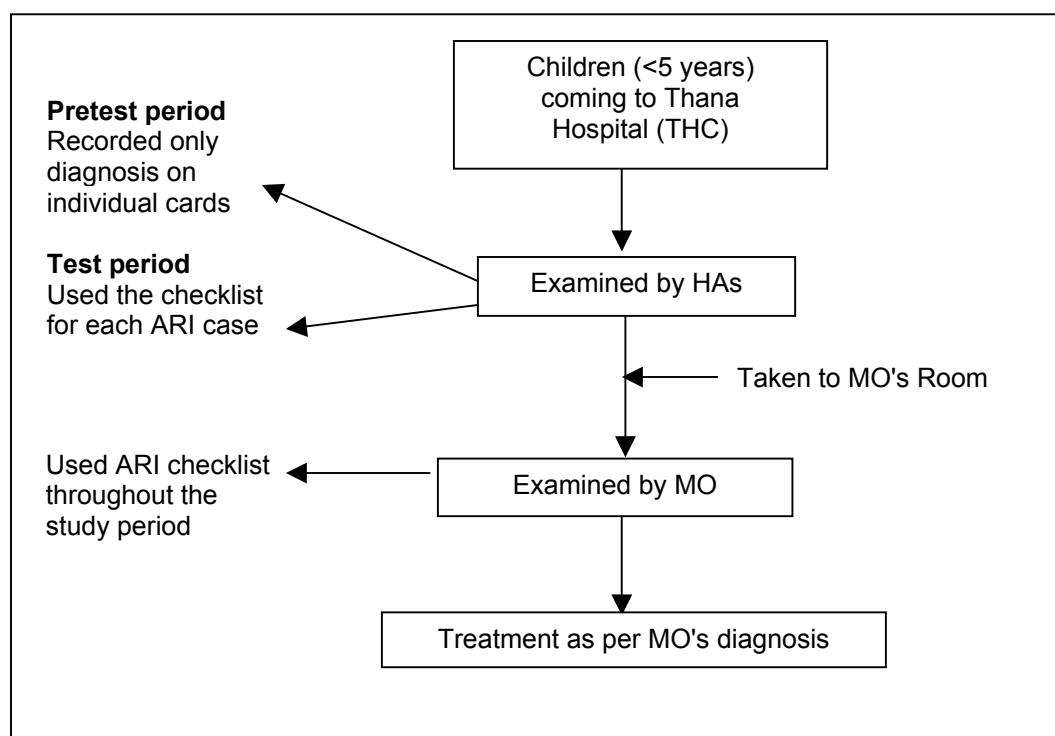 Children (<5 years)
coming to Thana
Hospital (THC)
Pretest period
Recorded only
diagnosis on
individual cards
Test period
Used the checklist
for each ARI case
Examined by HAs
Taken to MO's Room
Used ARI checklist
throughout the
study period
Examined by MO
Treatment as per MO's diagnosis